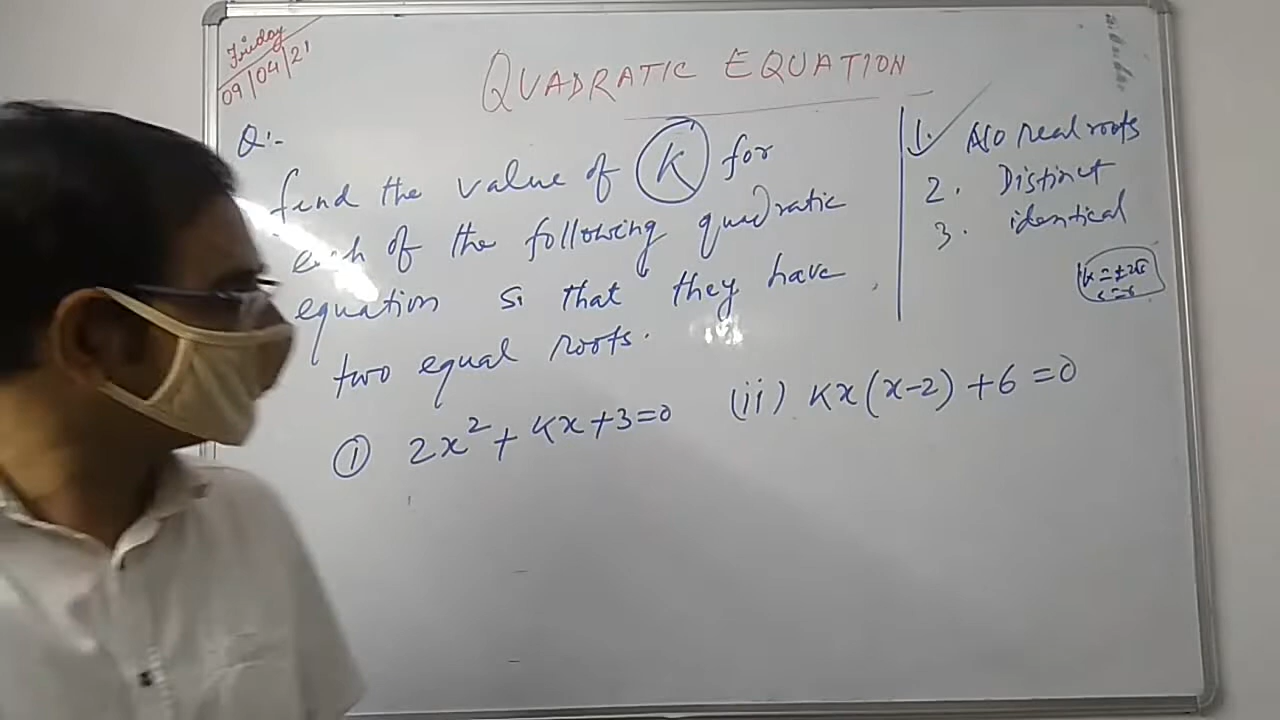 Friday
09/04/21
QUADRATIC EQUATION
Q:-
find the value of K for
each of the following quadratic
equation so that they have
two equal roots.
① 2x² + kx + 3 = 0
(ii) kx(x-2) + 6 = 0
1. No real roots
2. Distinct
3. identical
k = ±2√6